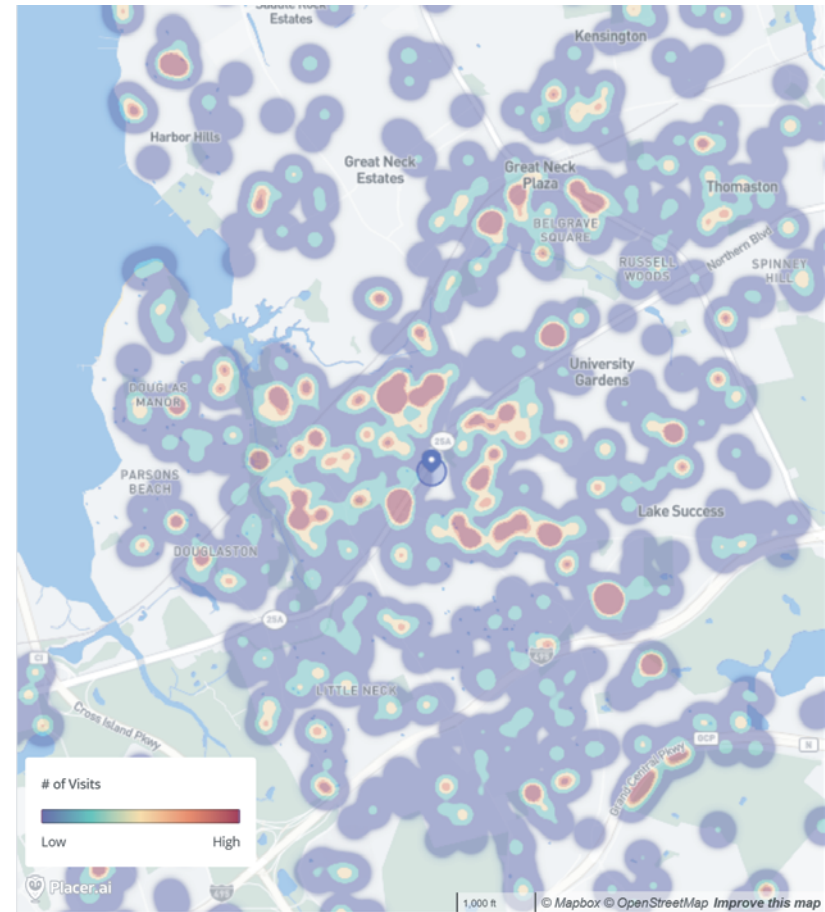 Saddle Rock
Estates
Kensington
Harbor Hills
Great Neck
Estates
Great Neck
Plaza
Thomaston
BELGRAVE
SQUARE
Northern Blvd
RUSSELL
WOODS
SPINNEY
HILL
University
Gardens
DOUGLAS
MANOR
25A
PARSONS
BEACH
Lake Success
DOUGLASTON
25A
CI
495
LITTLE NECK
Cross Island Pkwy
GCP
N
Grand Central Pkwy
# of Visits
Low High
Placer.ai
1,000 ft
© Mapbox © OpenStreetMap Improve this map